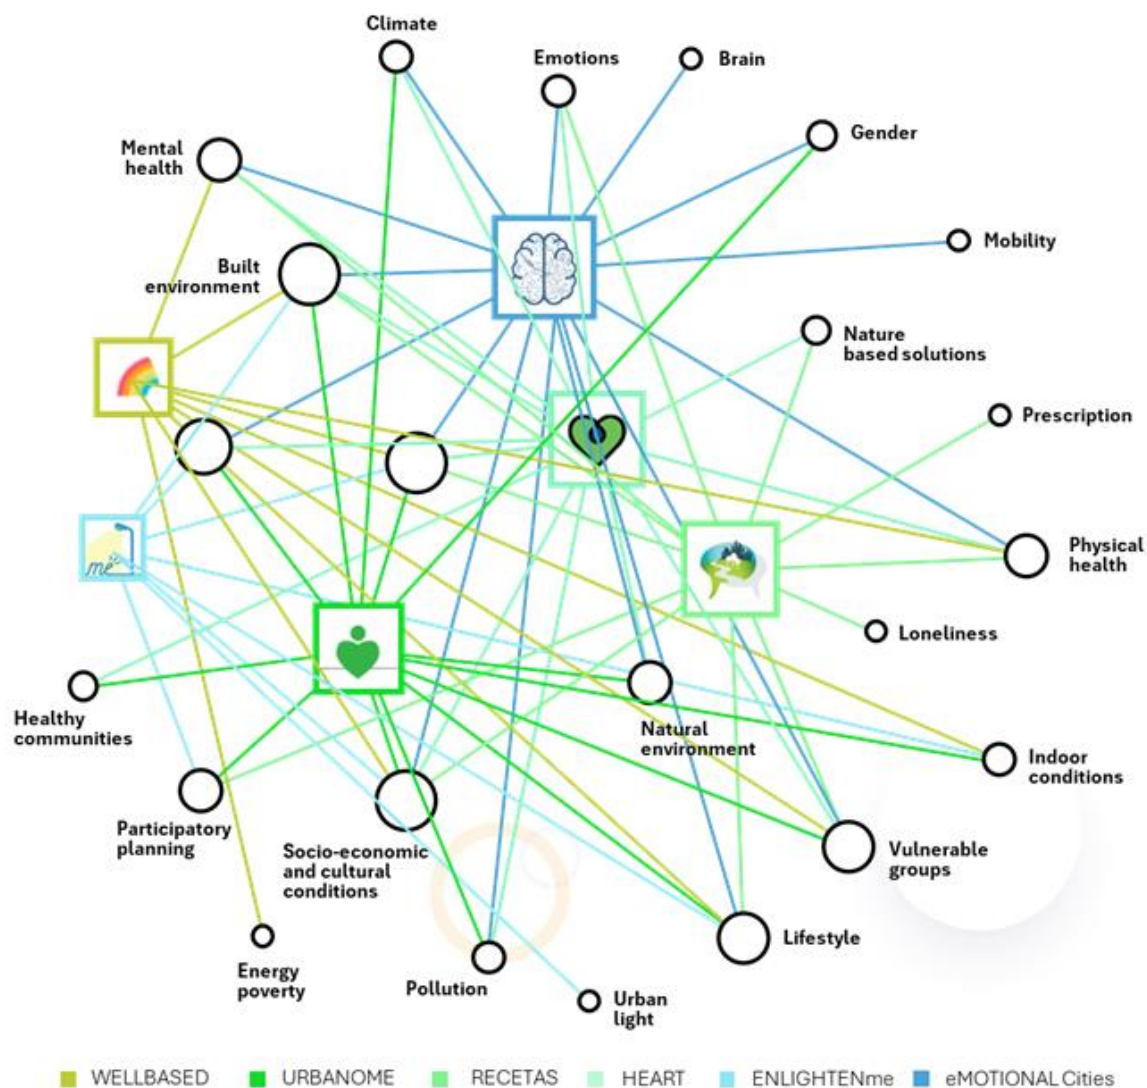 Climate
Emotions
Brain
Gender
Mental
health
Mobility
Built
environment
Nature
based solutions
Prescription
Physical
health
me
Loneliness
Healthy
communities
Natural
environment
Indoor
conditions
Participatory
planning
Socio-economic
and cultural
conditions
Vulnerable
groups
Lifestyle
Energy
poverty
Pollution
Urban
light
WELLBASED
URBANOME
RECETAS
HEART
ENLIGHTENme
eMOTIONAL Cities